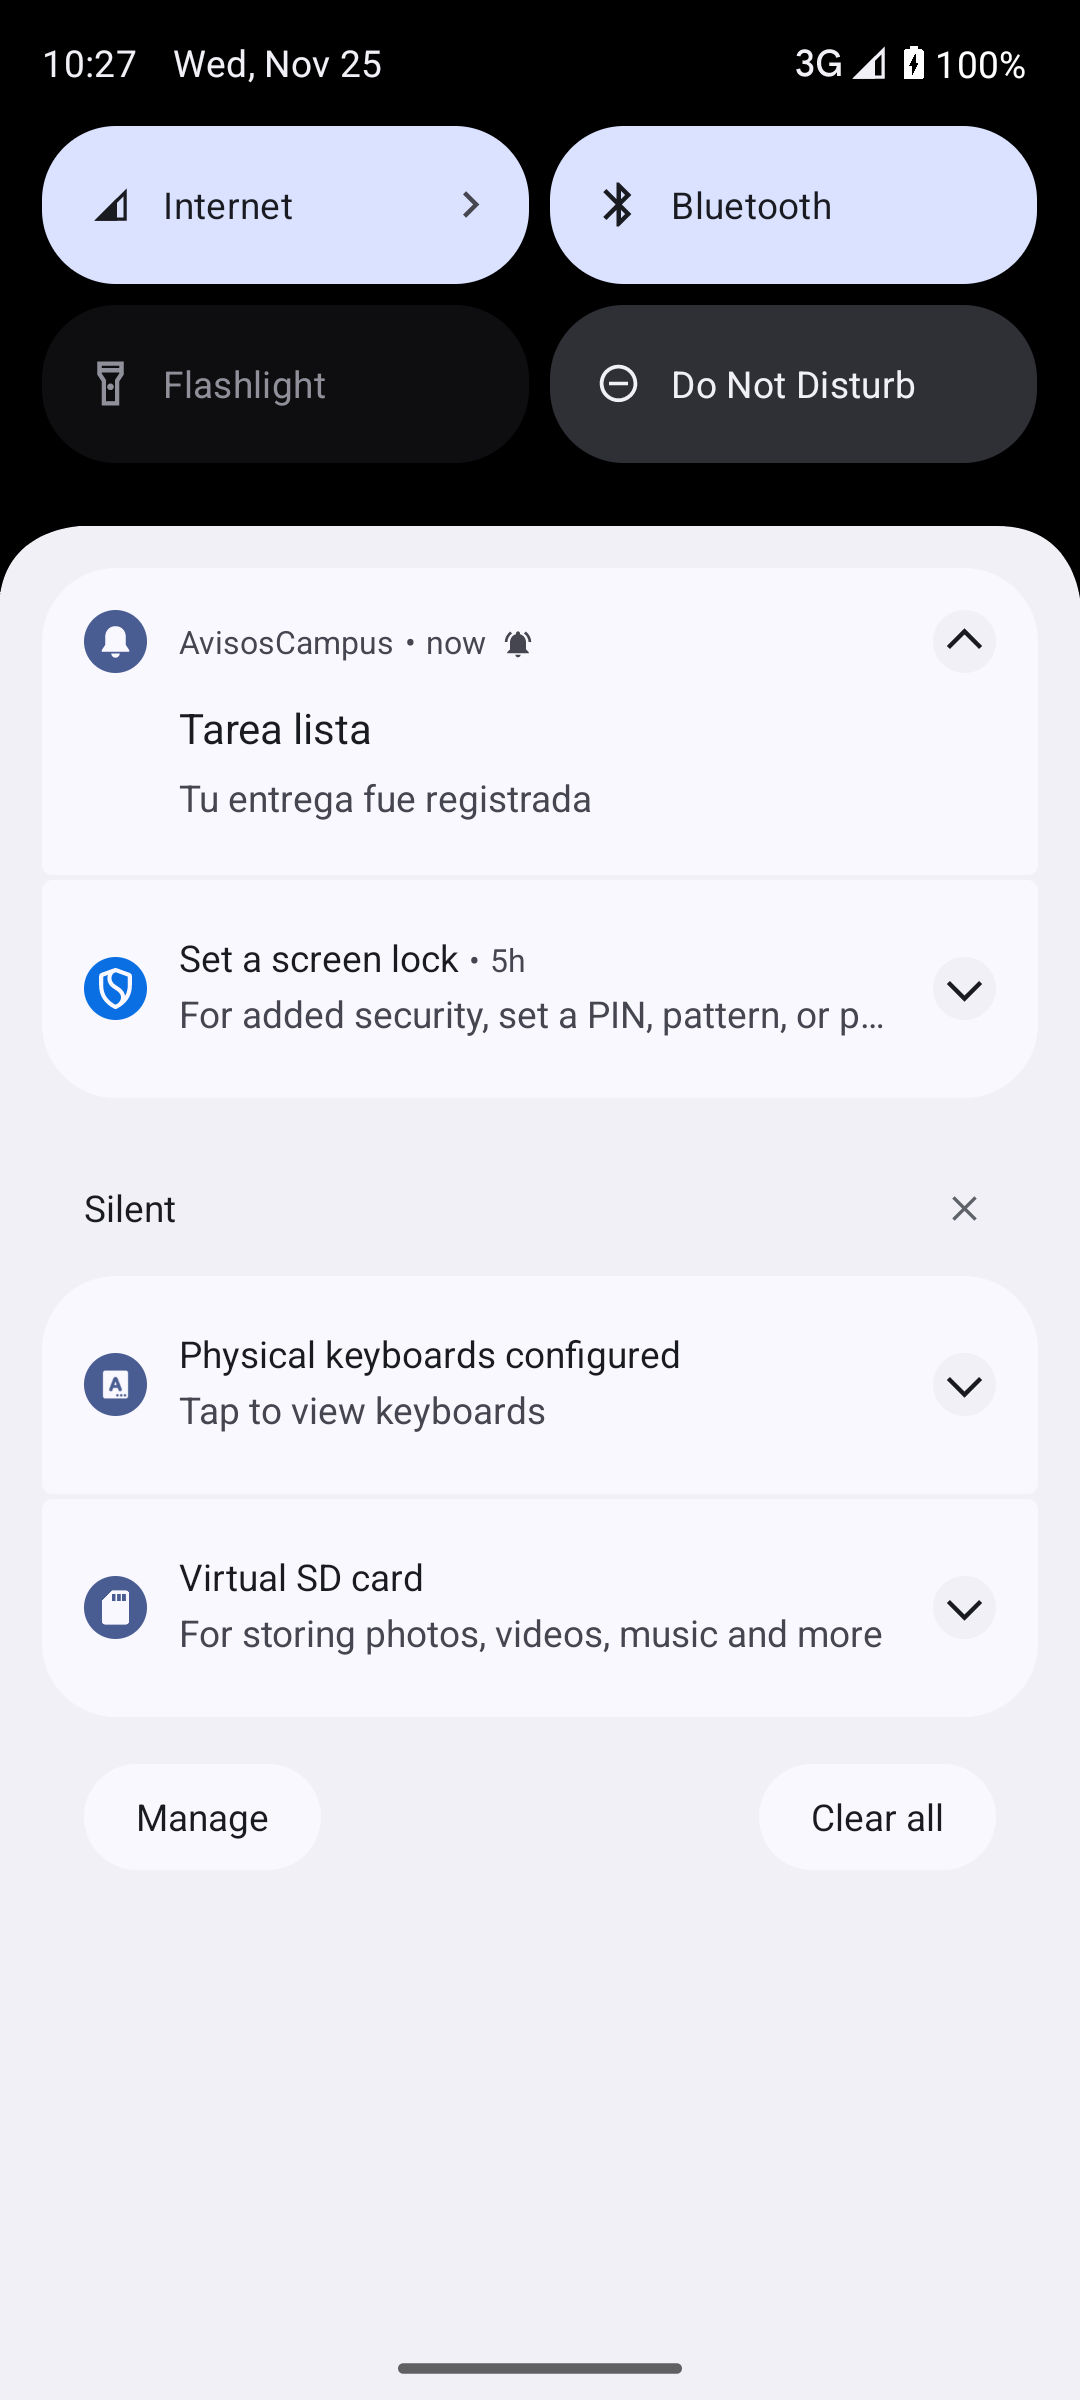 10:27 Wed, Nov 25 3G 100%
Internet Bluetooth
Flashlight Do Not Disturb
AvisosCampus • now
Tarea lista
Tu entrega fue registrada
Set a screen lock • 5h
For added security, set a PIN, pattern, or p…
Silent
Physical keyboards configured
Tap to view keyboards
Virtual SD card
For storing photos, videos, music and more
Manage Clear all